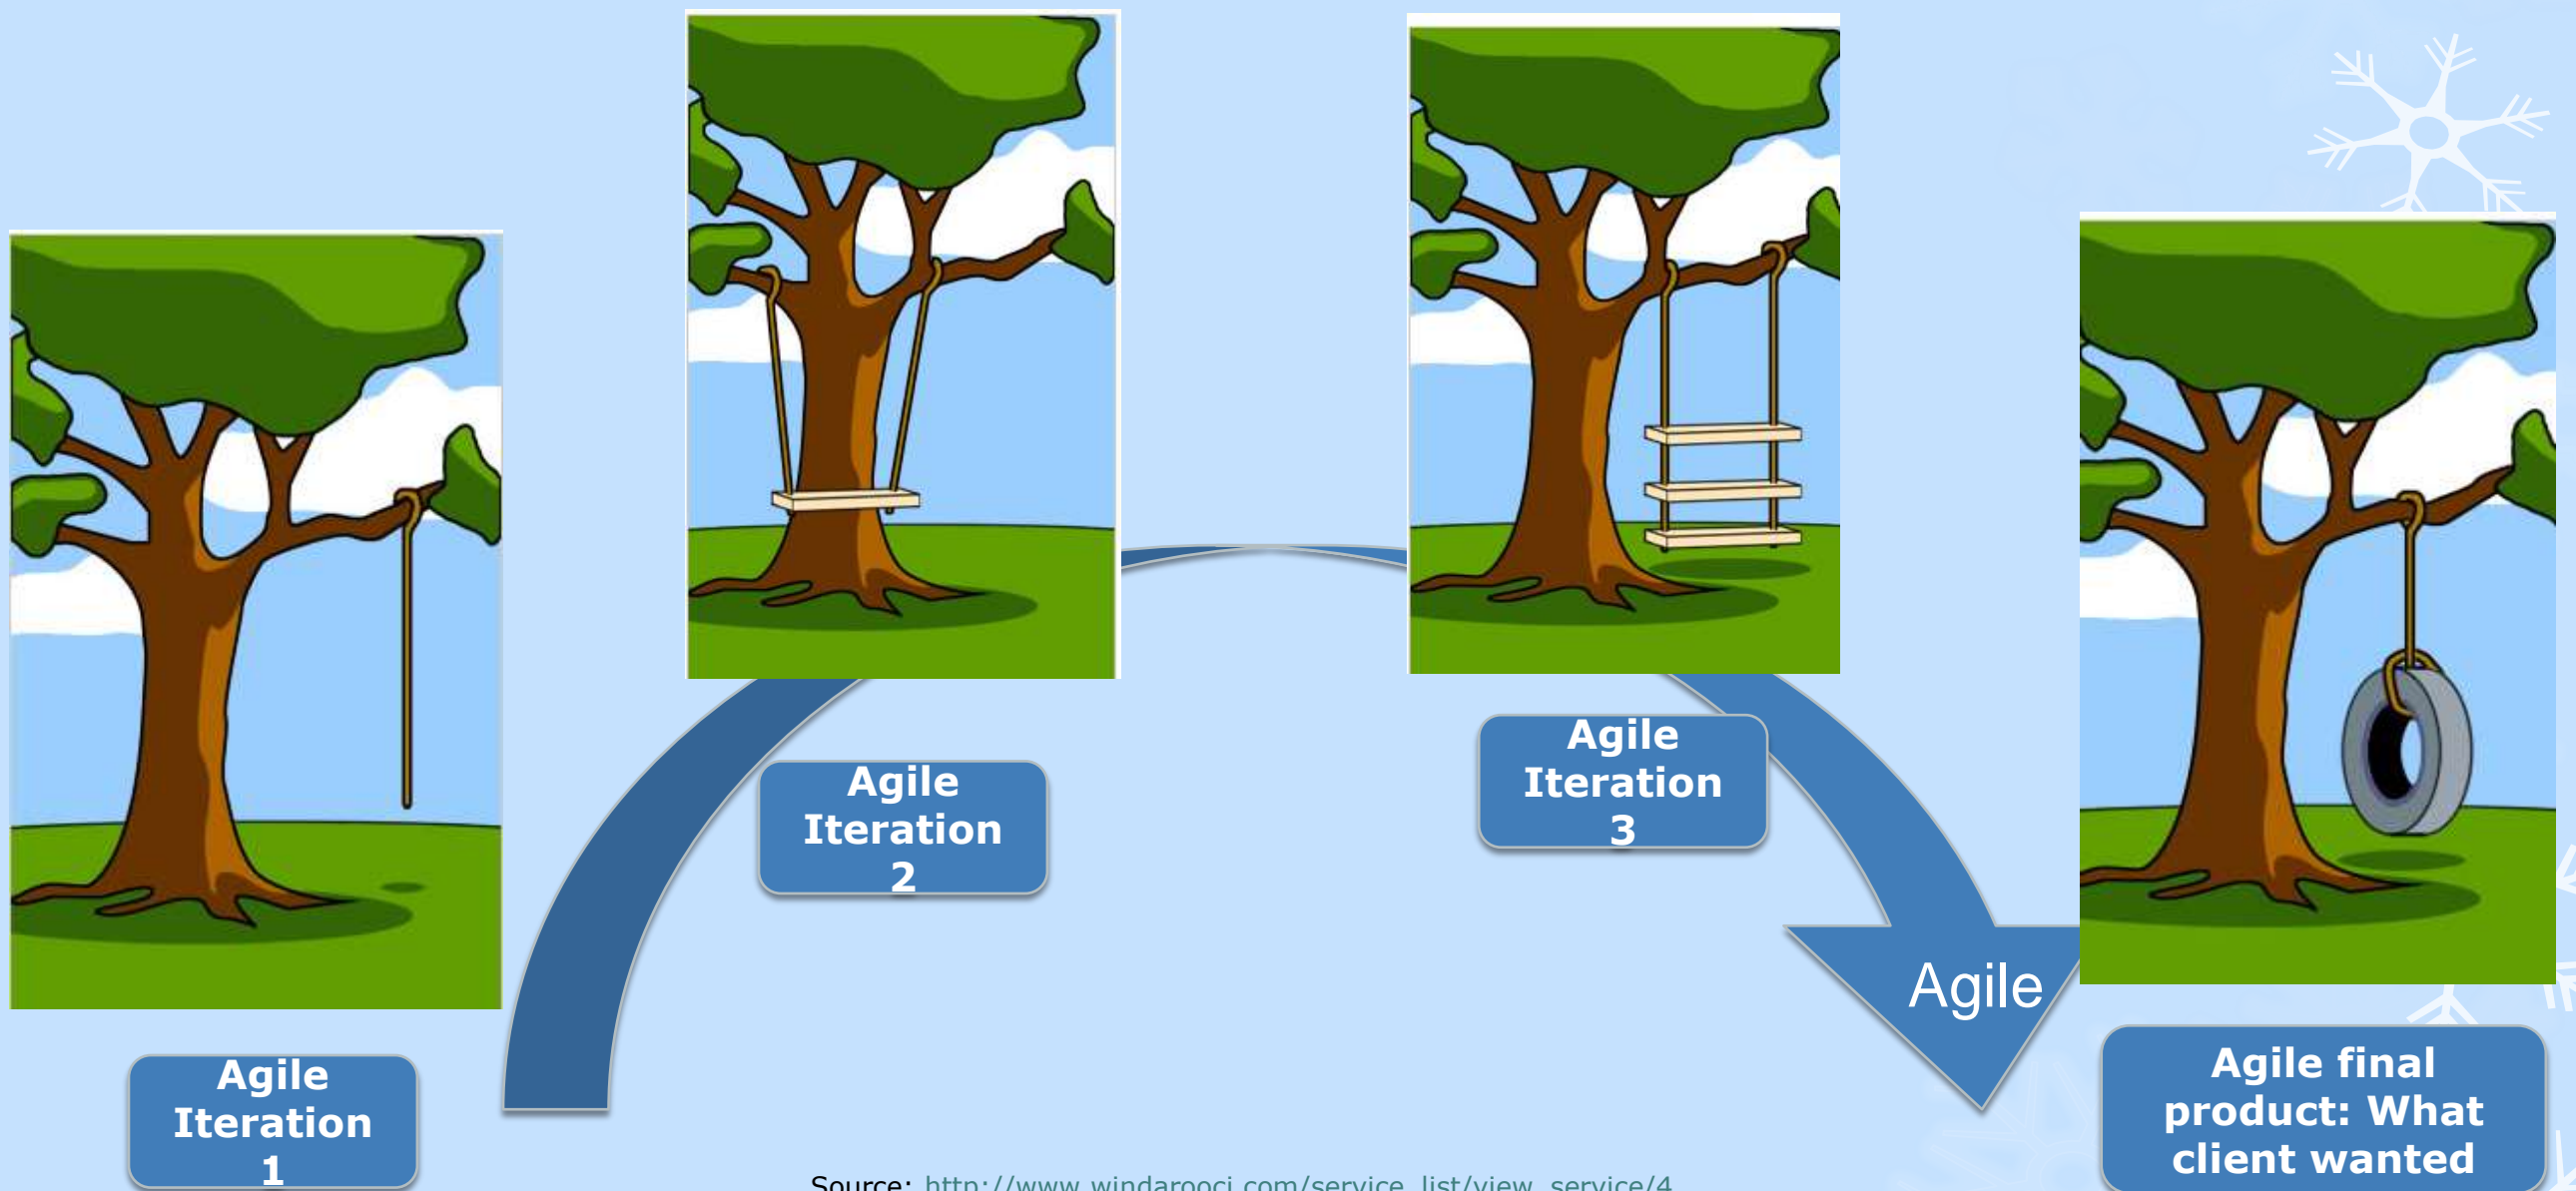 Agile
Iteration
1
Agile
Iteration
2
Agile
Iteration
3
Agile
Agile final
product: What
client wanted
Source: http://www.windarooci.com/service_list/view_service/4